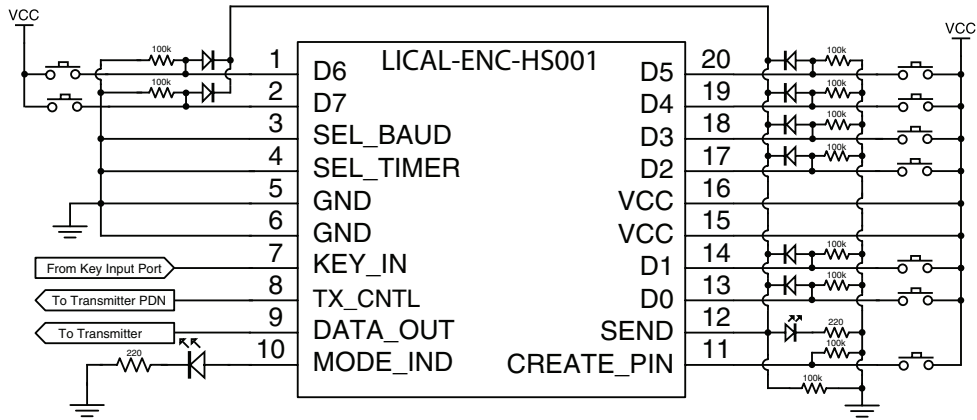 VCC
VCC
LICAL-ENC-HS001
100k
100k
1 D6
2 D7
3 SEL_BAUD
4 SEL_TIMER
5 GND
6 GND
7 KEY_IN
8 TX_CNTL
9 DATA_OUT
10 MODE_IND
From Key Input Port
To Transmitter PDN
To Transmitter
220
D5 20
100k
D4 19
100k
D3 18
100k
D2 17
100k
VCC 16
VCC 15
D1 14
100k
D0 13
100k
SEND 12
220
CREATE_PIN 11
100k
100k